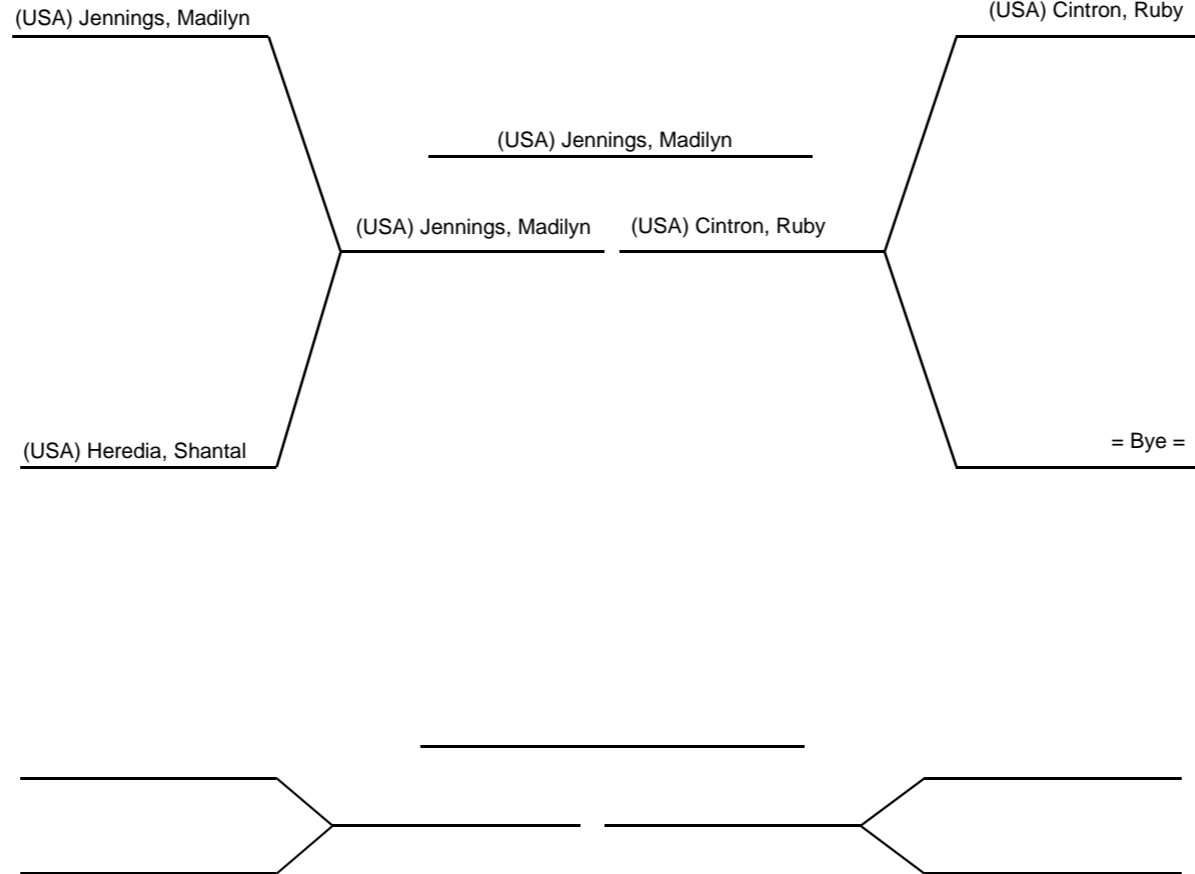 (USA) Jennings, Madilyn
(USA) Cintron, Ruby
(USA) Jennings, Madilyn
(USA) Jennings, Madilyn
(USA) Cintron, Ruby
(USA) Heredia, Shantal
= Bye =